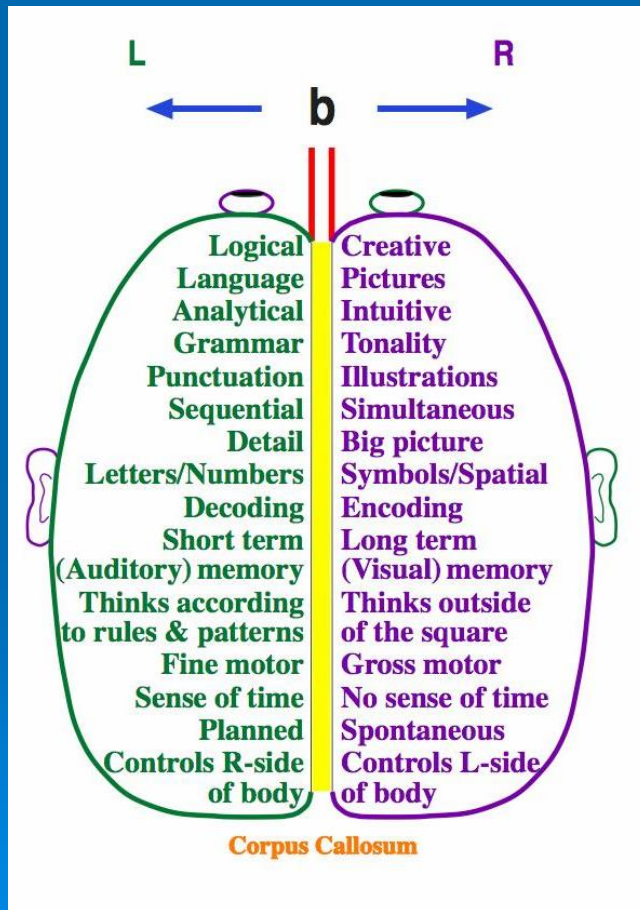 L R
b
Logical Creative
Language Pictures
Analytical Intuitive
Grammar Tonality
Punctuation Illustrations
Sequential Simultaneous
Detail Big picture
Letters/Numbers Symbols/Spatial
Decoding Encoding
Short term Long term
(Auditory) memory (Visual) memory
Thinks according Thinks outside
to rules & patterns of the square
Fine motor Gross motor
Sense of time No sense of time
Planned Spontaneous
Controls R-side Controls L-side
of body of body
Corpus Callosum